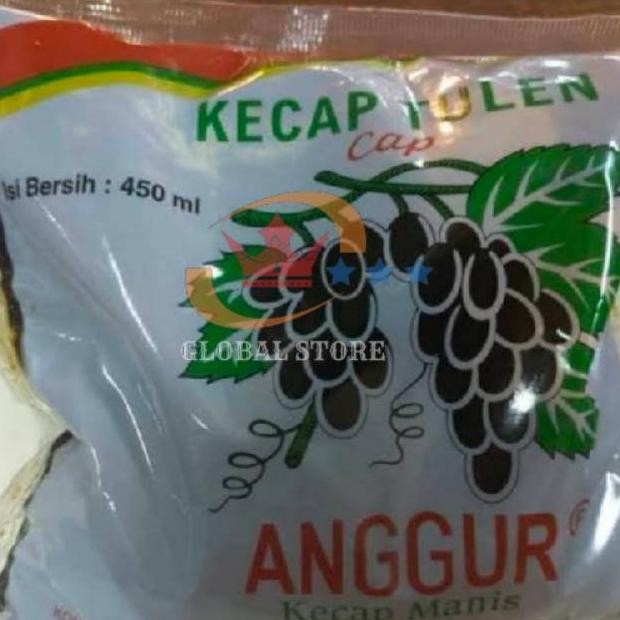 KECAP TULEN
Cap
Isi Bersih : 450 ml
GLOBAL STORE
ANGGUR
Kecap Manis